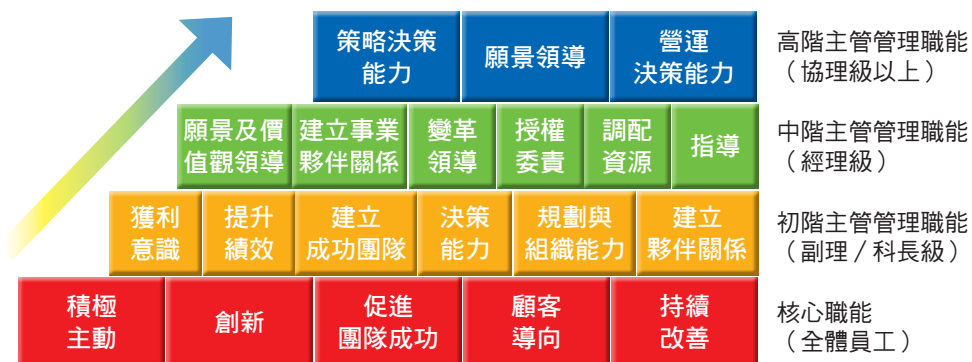 策略決策
能力
願景領導
營運
決策能力
高階主管管理職能
（協理級以上）
願景及價
值觀領導
建立事業
夥伴關係
變革
領導
授權
委責
調配
資源
指導
中階主管管理職能
（經理級）
獲利
意識
提升
績效
建立
成功團隊
決策
能力
規劃與
組織能力
建立
夥伴關係
初階主管管理職能
（副理／科長級）
積極
主動
創新
促進
團隊成功
顧客
導向
持續
改善
核心職能
（全體員工）